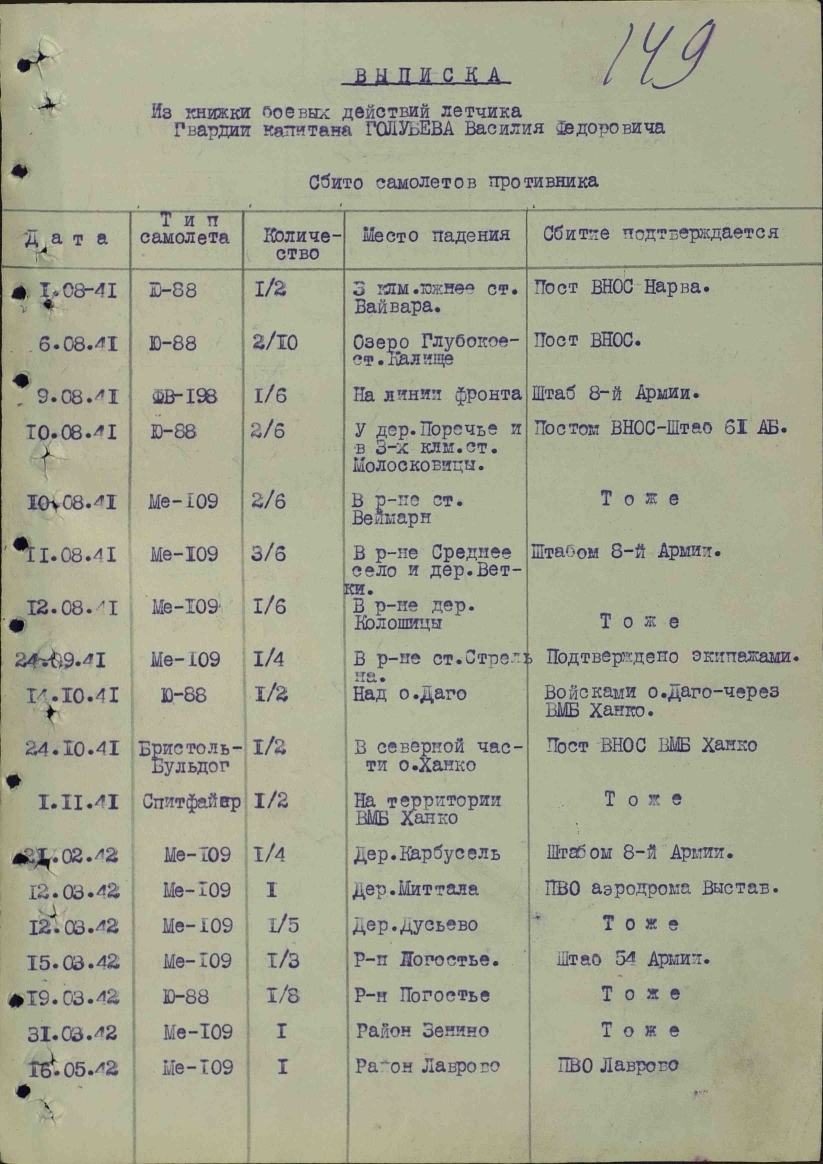 149
ВЫПИСКА
Из книжки боевых действий летчика
Гвардии капитана ГОЛУБЕВА Василия Федоровича
Сбито самолетов противника
Дата Тип самолета Количе-ство Место падения Сбитие подтверждается
I.08-4I Ю-88 I/2 3 клм.южнее ст. Пост ВНОС Нарва.
Вайвара.
6.08.4I Ю-88 2/I0 Озеро Глубокое- Пост ВНОС.
ст.Калище
9.08.4I ФВ-I98 I/6 На линии фронта Штаб 8-й Армии.
I0.08.4I Ю-88 2/6 У дер.Поречье и Постом ВНОС-Штаб 6I АБ.
в 3-х клм.ст.
Молосковицы.
I0.08.4I Ме-I09 2/6 В р-не ст. Тоже
Веймарн
II.08.4I Ме-I09 3/6 В р-не Среднее Штабом 8-й Армии.
село и дер.Вет-
ки.
I2.08.4I Ме-I09 I/6 В р-не дер.
Колошицы Тоже
24.09.4I Ме-I09 I/4 В р-не ст.Стрель Подтверждено экипажами.
на.
I4.I0.4I Ю-88 I/2 Над о.Даго Войсками о.Даго-через
ВМБ Ханко.
24.I0.4I Бристоль- I/2 В северной час- Пост ВНОС ВМБ Ханко
Бульдог ти о.Ханко
I.II.4I Спитфайер I/2 На территории Тоже
ВМБ Ханко
21.02.42 Ме-I09 I/4 Дер.Карбусель Штабом 8-й Армии.
I2.03.42 Ме-I09 I Дер.Миттала ПВО аэродрома Выстав.
I2.03.42 Ме-I09 I/5 Дер.Дусьево Тоже
I5.03.42 Ме-I09 I/3 Р-н Погостье. Штаб 54 Армии.
I9.03.42 Ю-88 I/8 Р-н Погостье Тоже
3I.03.42 Ме-I09 I Район Зенино Тоже
I6.05.42 Ме-I09 I Район Лаврово ПВО Лаврово